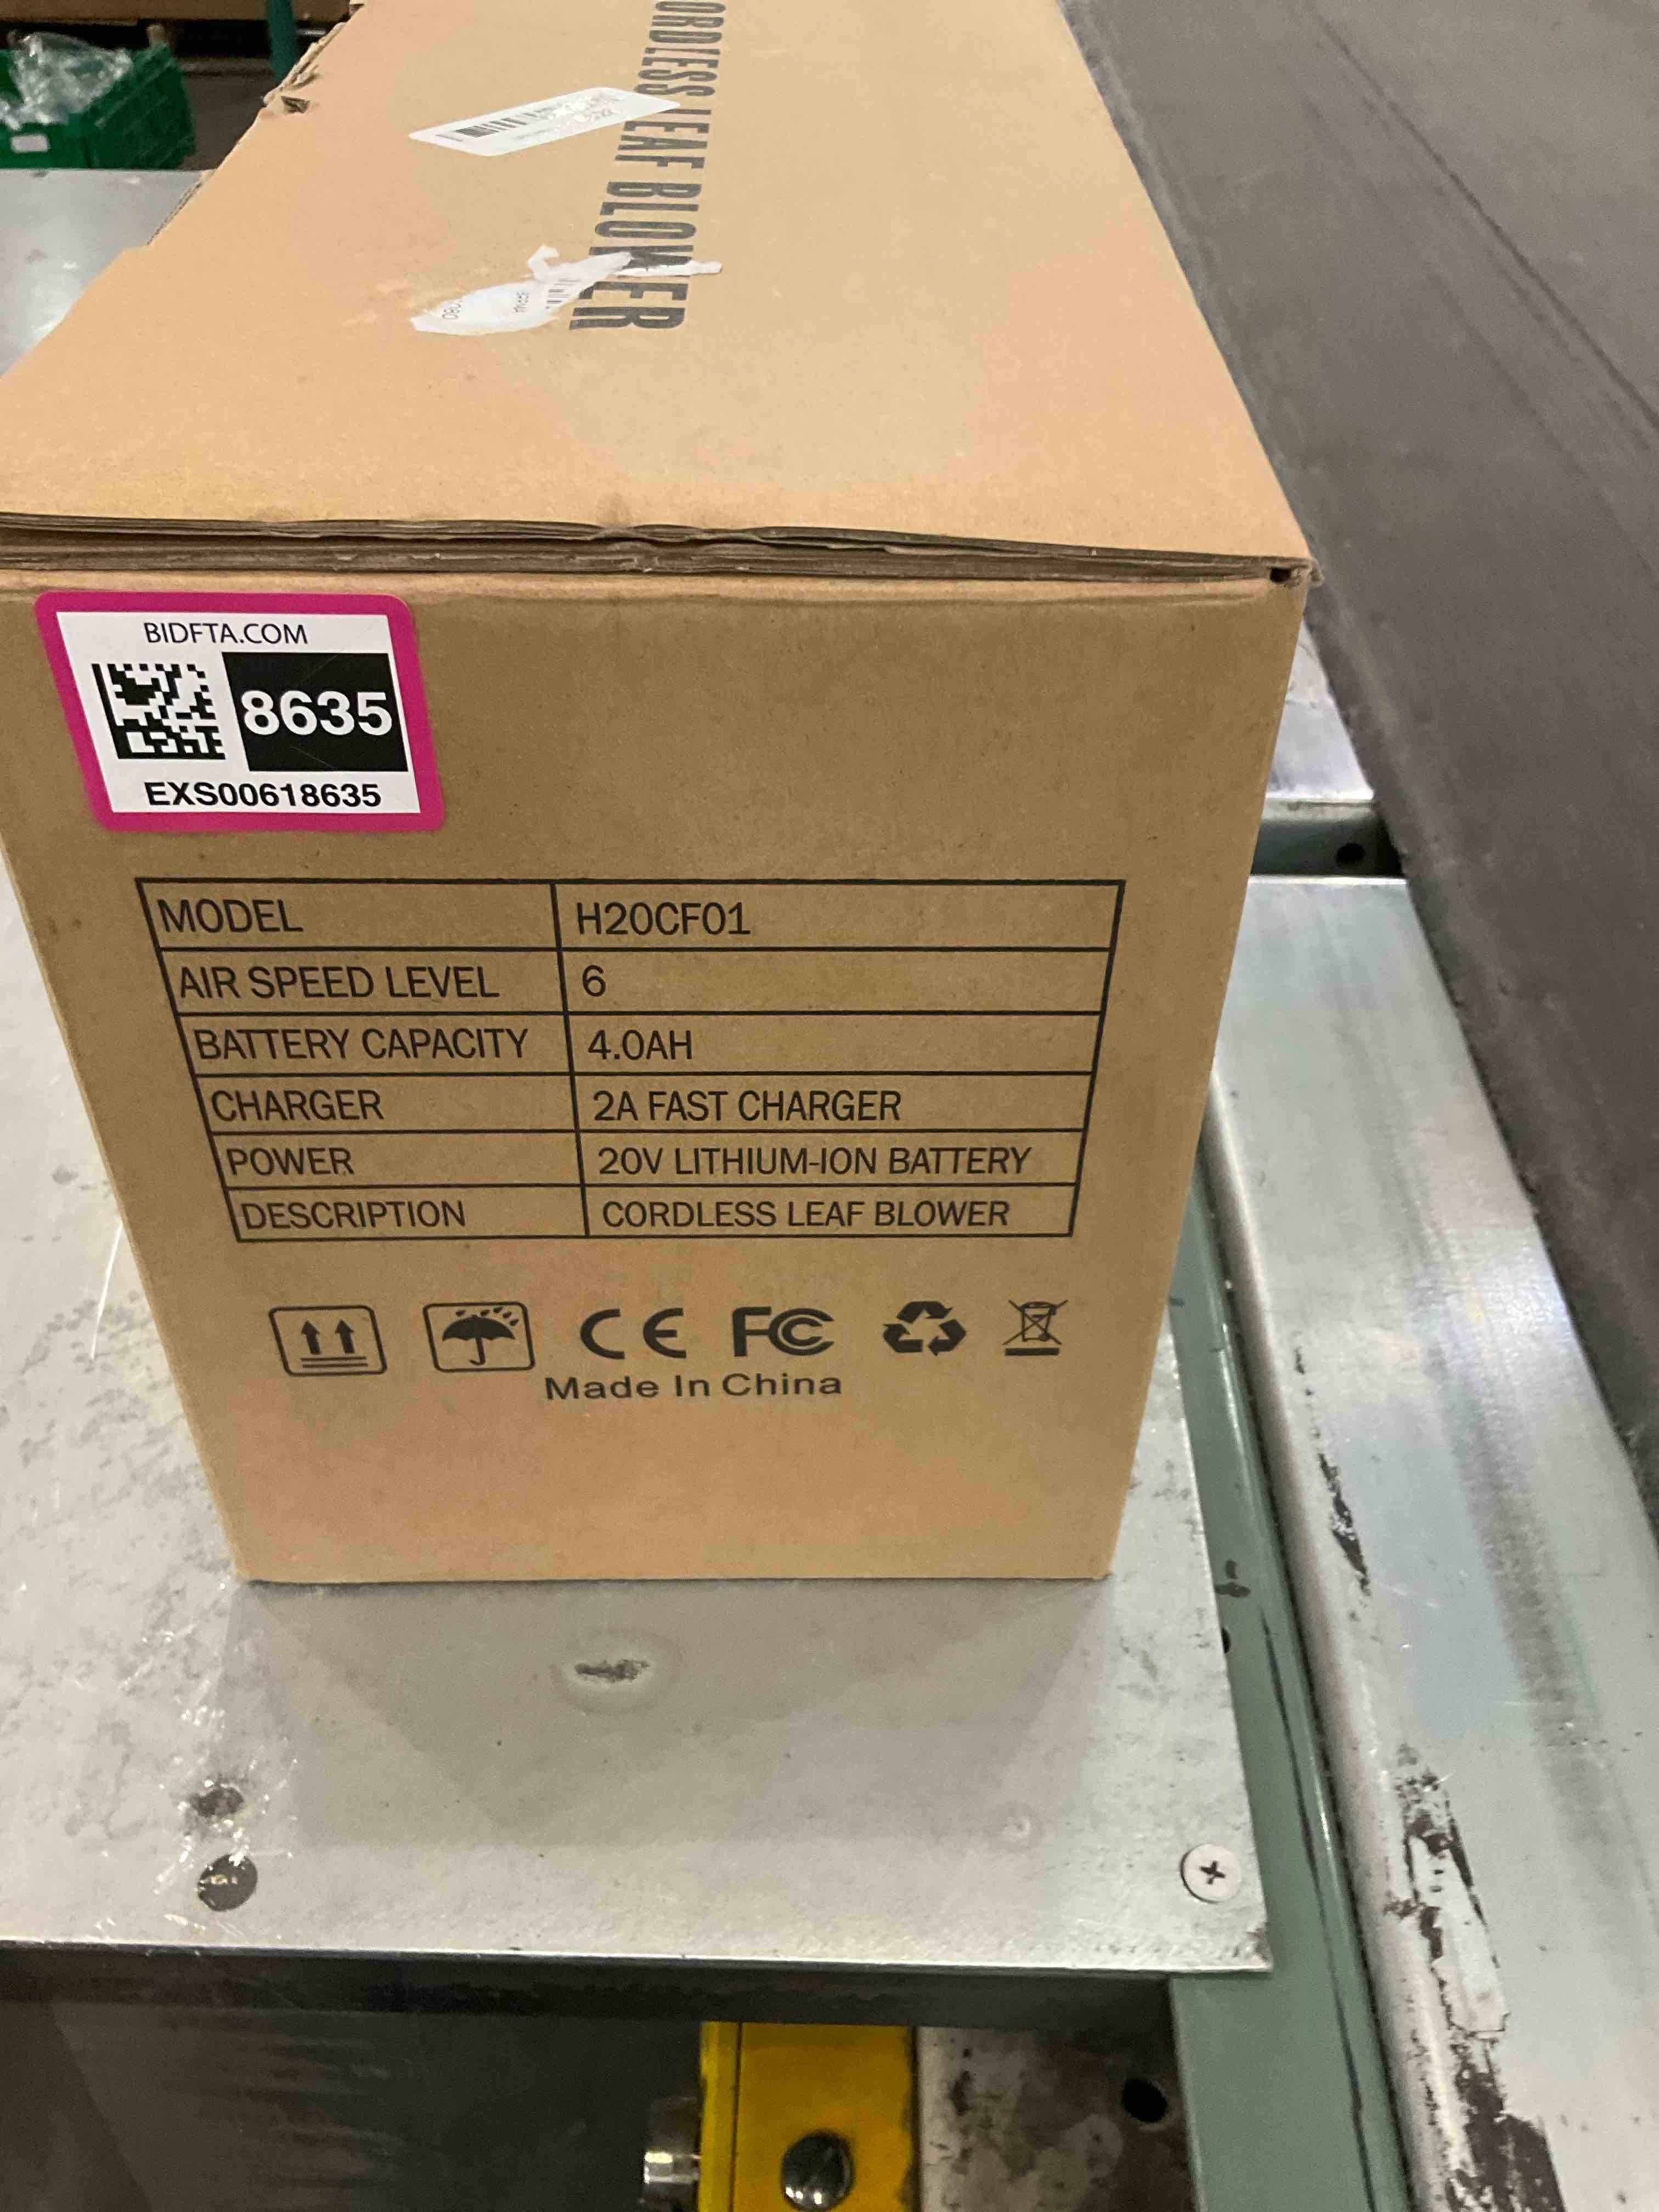 ORDLESS LEAF BLOWER
BIDFTA.COM
8635
EXS00618635
MODEL H20CF01
AIR SPEED LEVEL 6
BATTERY CAPACITY 4.0AH
CHARGER 2A FAST CHARGER
POWER 20V LITHIUM-ION BATTERY
DESCRIPTION CORDLESS LEAF BLOWER
CE FC
Made In China